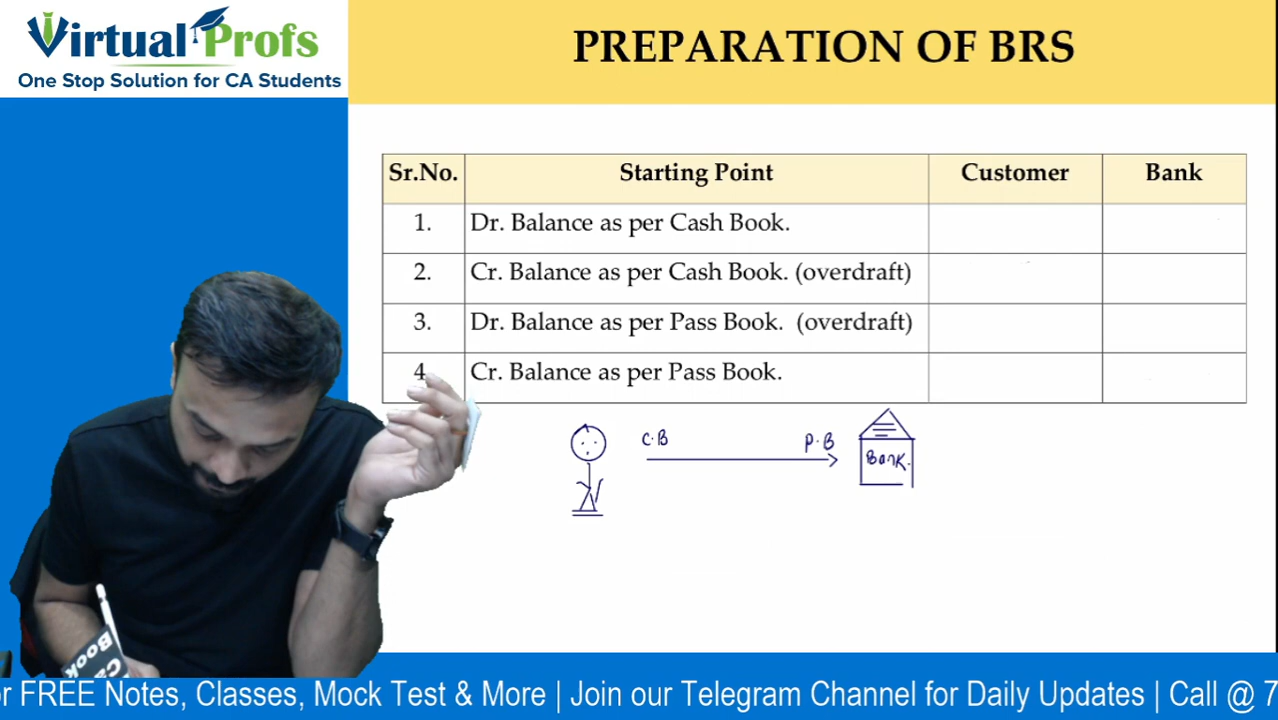 Virtual Profs
One Stop Solution for CA Students
PREPARATION OF BRS
Sr.No. Starting Point Customer Bank
1. Dr. Balance as per Cash Book.
2. Cr. Balance as per Cash Book. (overdraft)
3. Dr. Balance as per Pass Book. (overdraft)
4. Cr. Balance as per Pass Book.
C.B P.B
Bank.
Book
or FREE Notes, Classes, Mock Test & More | Join our Telegram Channel for Daily Updates | Call @ 7